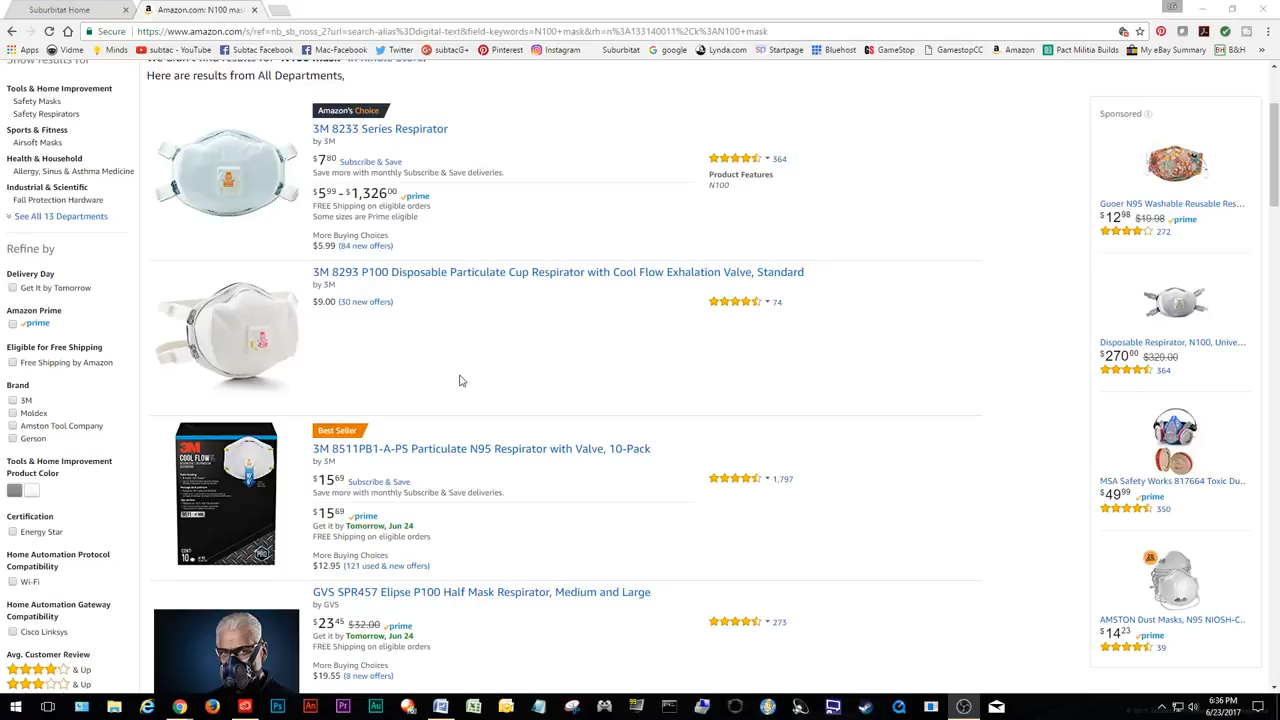 Suburbitat Home
Amazon.com: N100 mas
Secure
https://www.amazon.com/s/ref=nb_sb_noss_2?url=search-alias%3Ddigital-text&field-keywords=N100+mask&rh=n%3A133140011%2Ck%3AN100+mask
Apps Vidme Minds subtac - YouTube Subtac Facebook Mac-Facebook Twitter subtacG+ Pinterest Instagram Suburbitat google Lynda.com Startpage Bluehost GameStop GamestopCC Amazon Pact Militia Builds My eBay Summary B&H
Show results for
Here are results from All Departments,
Tools & Home Improvement
Safety Masks
Safety Respirators
Sports & Fitness
Airsoft Masks
Health & Household
Allergy, Sinus & Asthma Medicine
Industrial & Scientific
Fall Protection Hardware
See All 13 Departments
Refine by
Delivery Day
Get It by Tomorrow
Amazon Prime
prime
Eligible for Free Shipping
Free Shipping by Amazon
Brand
3M
Moldex
Amston Tool Company
Gerson
Tools & Home Improvement
Product Color
Certification
Energy Star
Home Automation Protocol
Compatibility
Wi-Fi
Home Automation Gateway
Compatibility
Cisco Linksys
Avg. Customer Review
& Up
& Up
Amazon's Choice
3M 8233 Series Respirator
by 3M
$7.80 Subscribe & Save
Save more with monthly Subscribe & Save deliveries.
$5.99 - $1,326.00 prime
FREE Shipping on eligible orders
Some sizes are Prime eligible
More Buying Choices
$5.99 (84 new offers)
364
Product Features
N100
3M 8293 P100 Disposable Particulate Cup Respirator with Cool Flow Exhalation Valve, Standard
by 3M
$9.00 (30 new offers)
74
Best Seller
3M 8511PB1-A-PS Particulate N95 Respirator with Valve, 10-Pack
by 3M
$15.69 Subscribe & Save
Save more with monthly Subscribe & Save deliveries.
$15.69 prime
Get it by Tomorrow, Jun 24
FREE Shipping on eligible orders
More Buying Choices
$12.95 (121 used & new offers)
1,797
3M
COOL FLOW
10
PRO
GVS SPR457 Elipse P100 Half Mask Respirator, Medium and Large
by GVS
$23.45 $32.00 prime
Get it by Tomorrow, Jun 24
FREE Shipping on eligible orders
More Buying Choices
$19.55 (8 new offers)
273
Sponsored
Guoer N95 Washable Reusable Res...
$12.98 $19.98 prime
272
Disposable Respirator, N100, Unive...
$270.00 $329.00
364
MSA Safety Works 817664 Toxic Du...
$49.99 prime
350
AMSTON Dust Masks, N95 NIOSH-C...
$14.23 prime
39
6:36 PM
6/23/2017